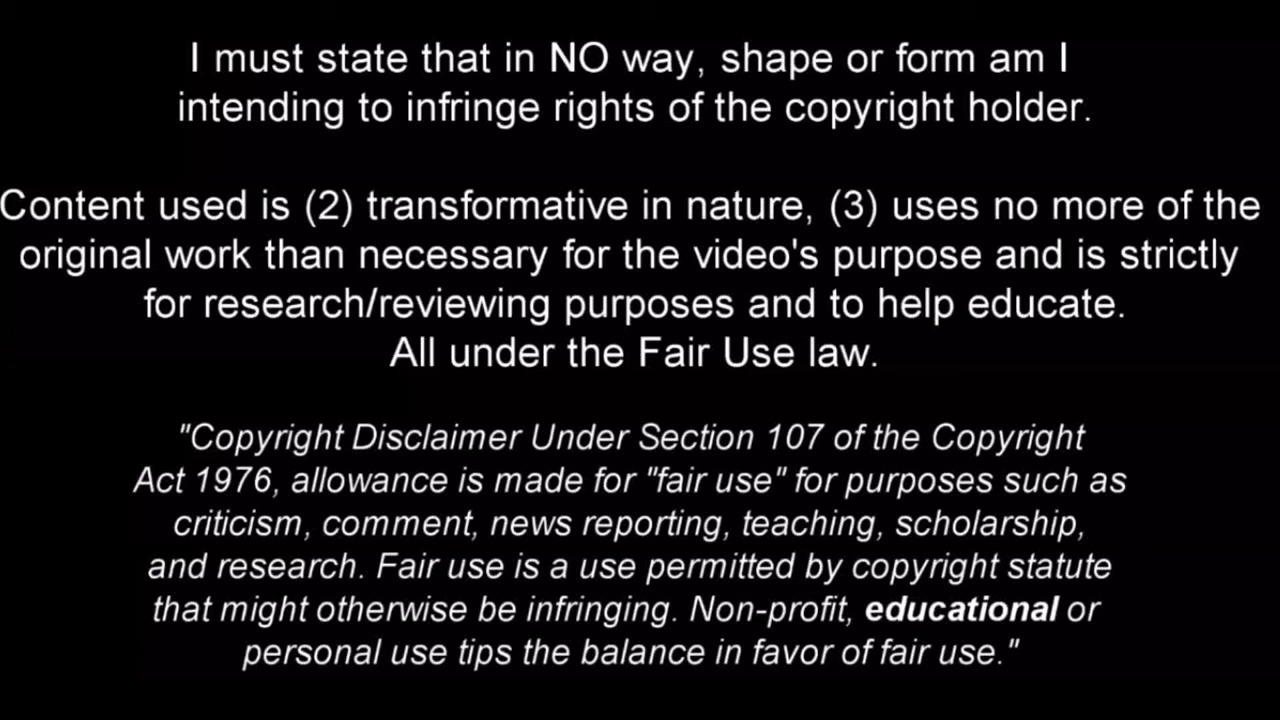 I must state that in NO way, shape or form am I
intending to infringe rights of the copyright holder.
Content used is (2) transformative in nature, (3) uses no more of the
original work than necessary for the video's purpose and is strictly
for research/reviewing purposes and to help educate.
All under the Fair Use law.
"Copyright Disclaimer Under Section 107 of the Copyright
Act 1976, allowance is made for "fair use" for purposes such as
criticism, comment, news reporting, teaching, scholarship,
and research. Fair use is a use permitted by copyright statute
that might otherwise be infringing. Non-profit, educational or
personal use tips the balance in favor of fair use."